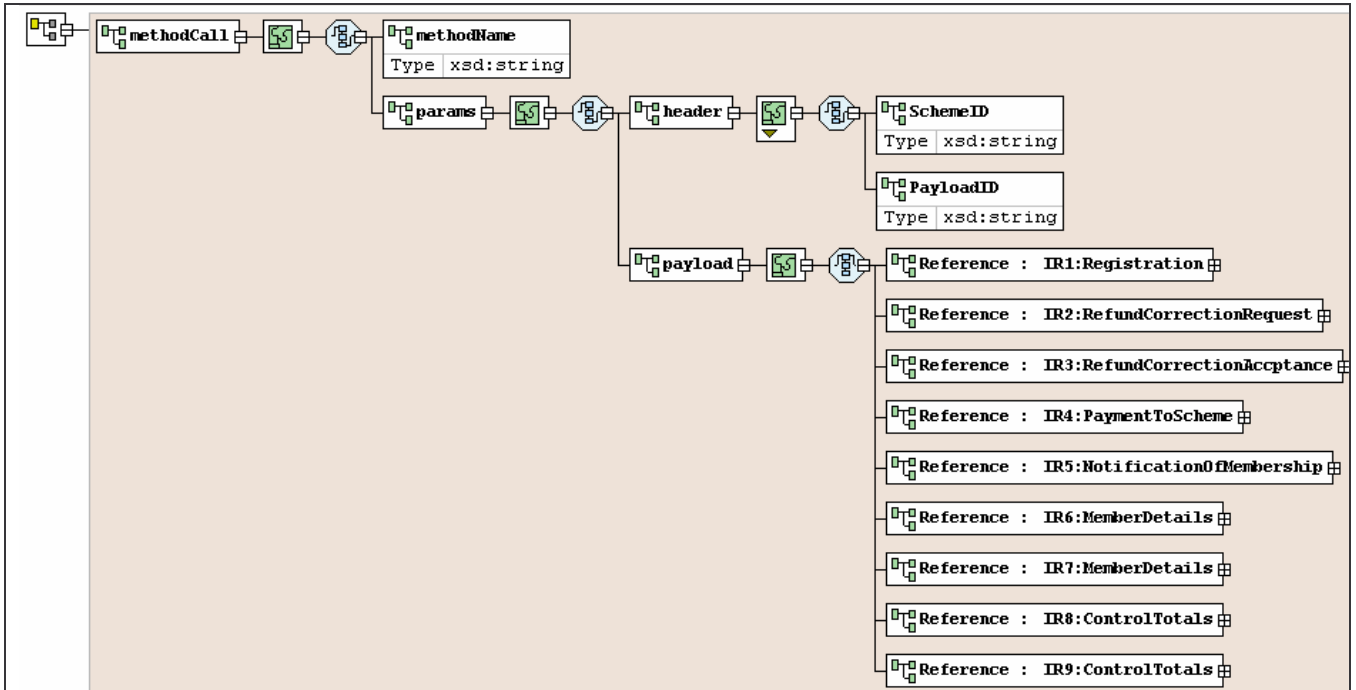 methodCall
methodName
Type xsd:string
params
header
SchemeID
Type xsd:string
PayloadID
Type xsd:string
payload
Reference : IR1:Registration
Reference : IR2:RefundCorrectionRequest
Reference : IR3:RefundCorrectionAccptance
Reference : IR4:PaymentToScheme
Reference : IR5:NotificationOfMembership
Reference : IR6:MemberDetails
Reference : IR7:MemberDetails
Reference : IR8:ControlTotals
Reference : IR9:ControlTotals